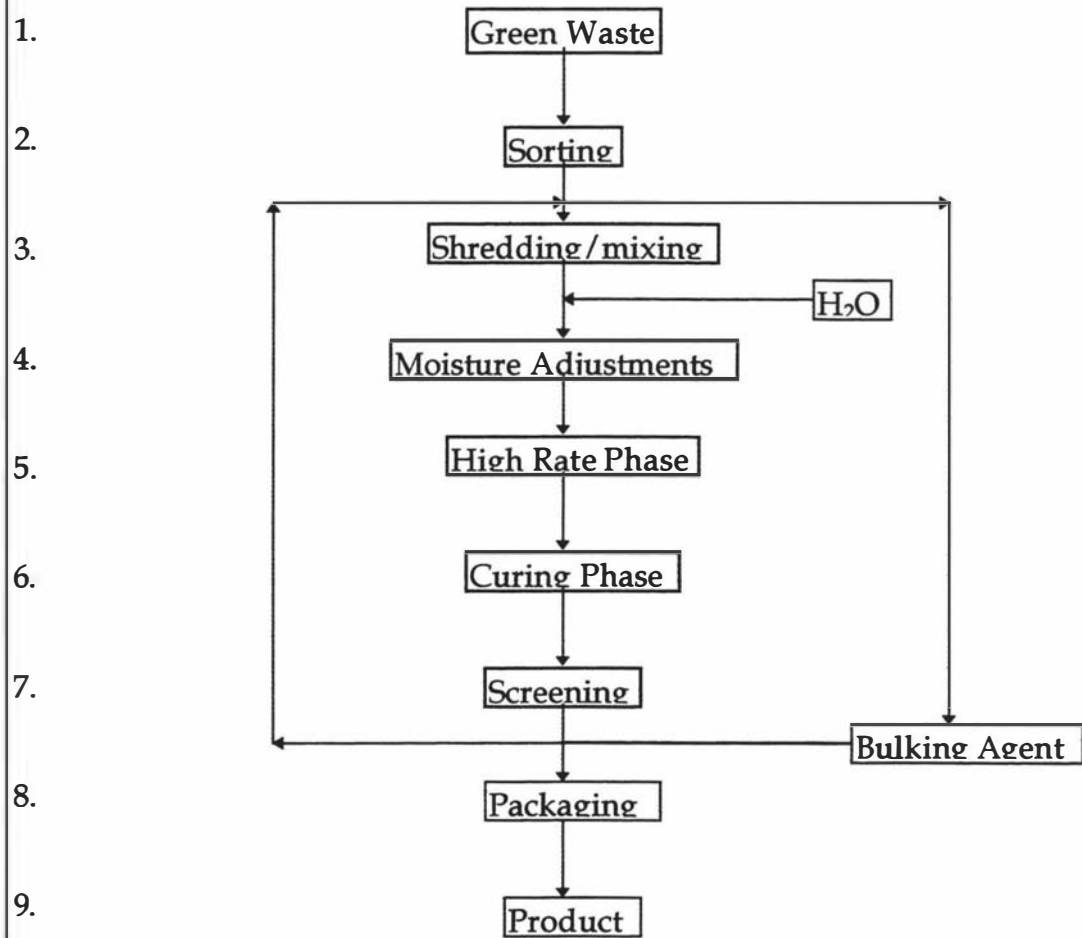 1. Green Waste
2. Sorting
3. Shredding/mixing
H₂O
4. Moisture Adjustments
5. High Rate Phase
6. Curing Phase
7. Screening
Bulking Agent
8. Packaging
9. Product